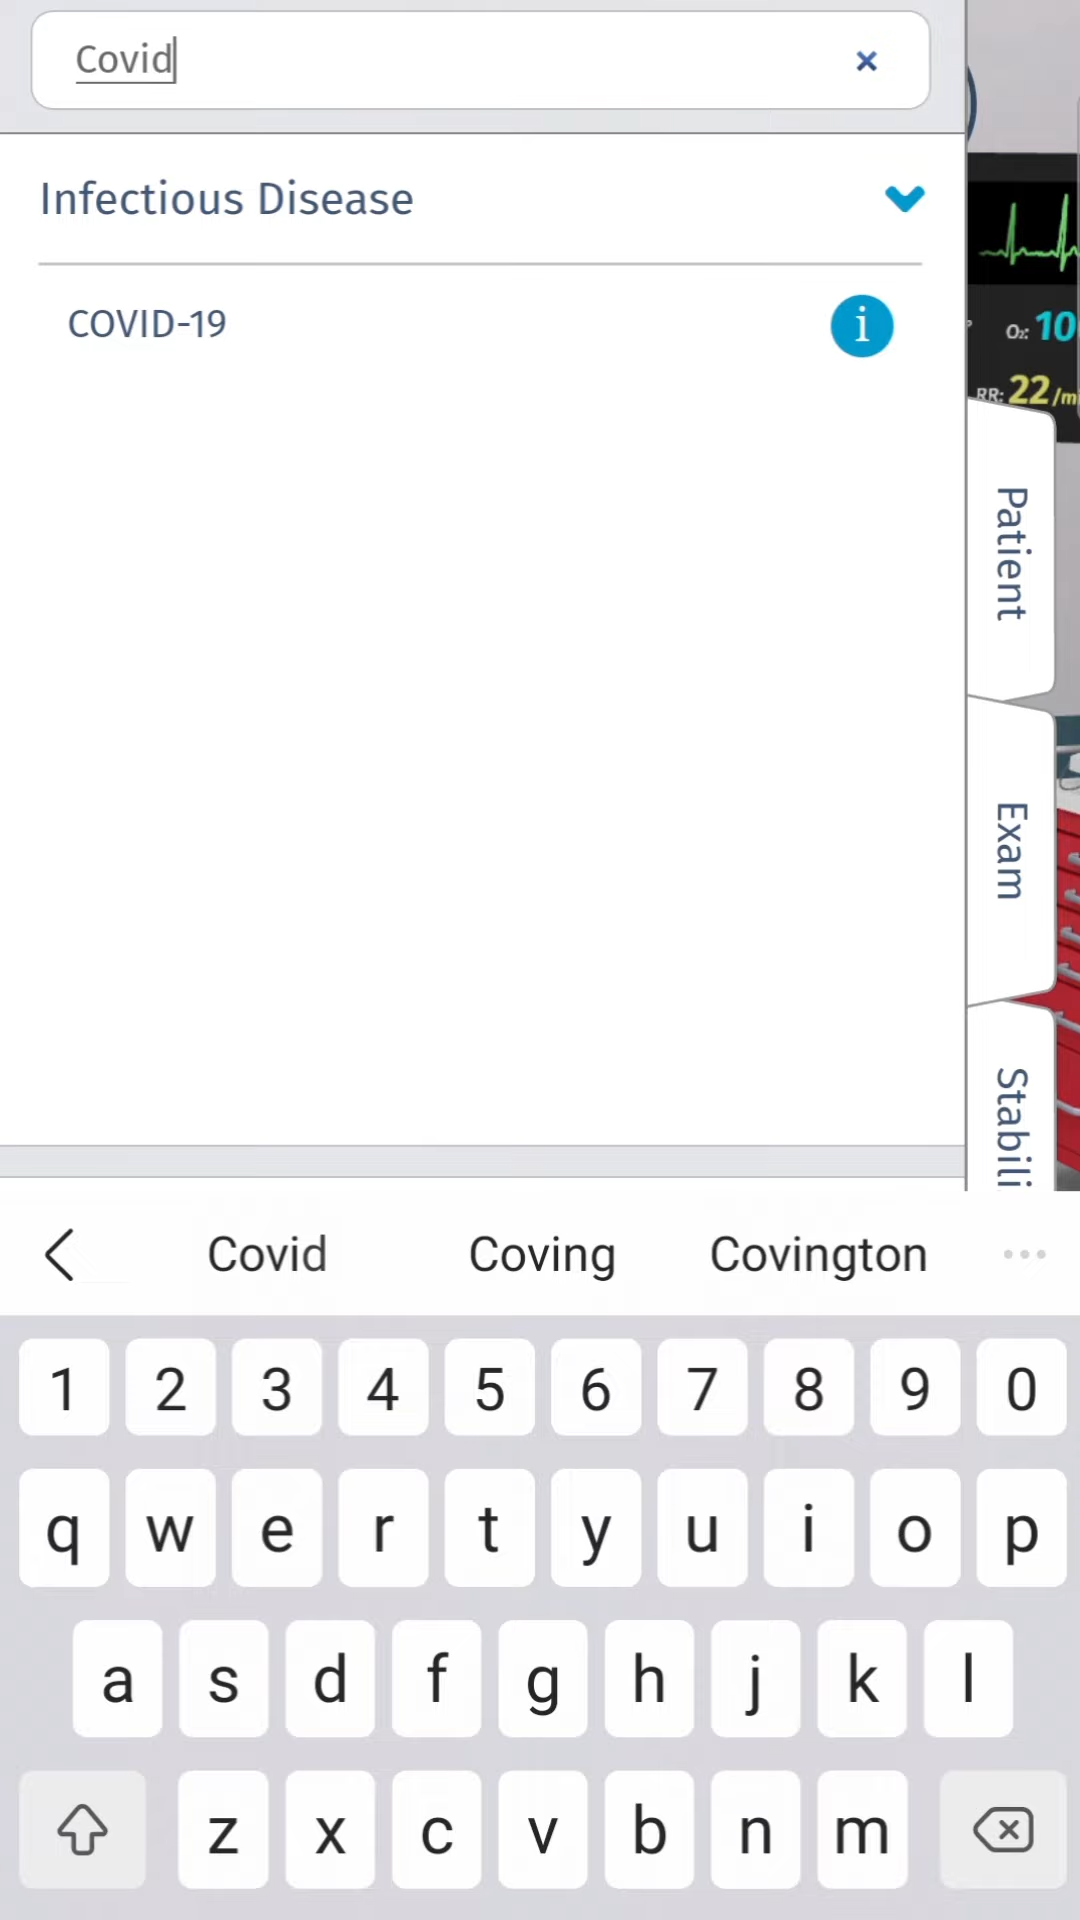 Covid
×
Infectious Disease
COVID-19
i
O₂: 10
RR: 22/m
Patient
Exam
Stabili
Covid Coving Covington
1 2 3 4 5 6 7 8 9 0
q w e r t y u i o p
a s d f g h j k l
z x c v b n m